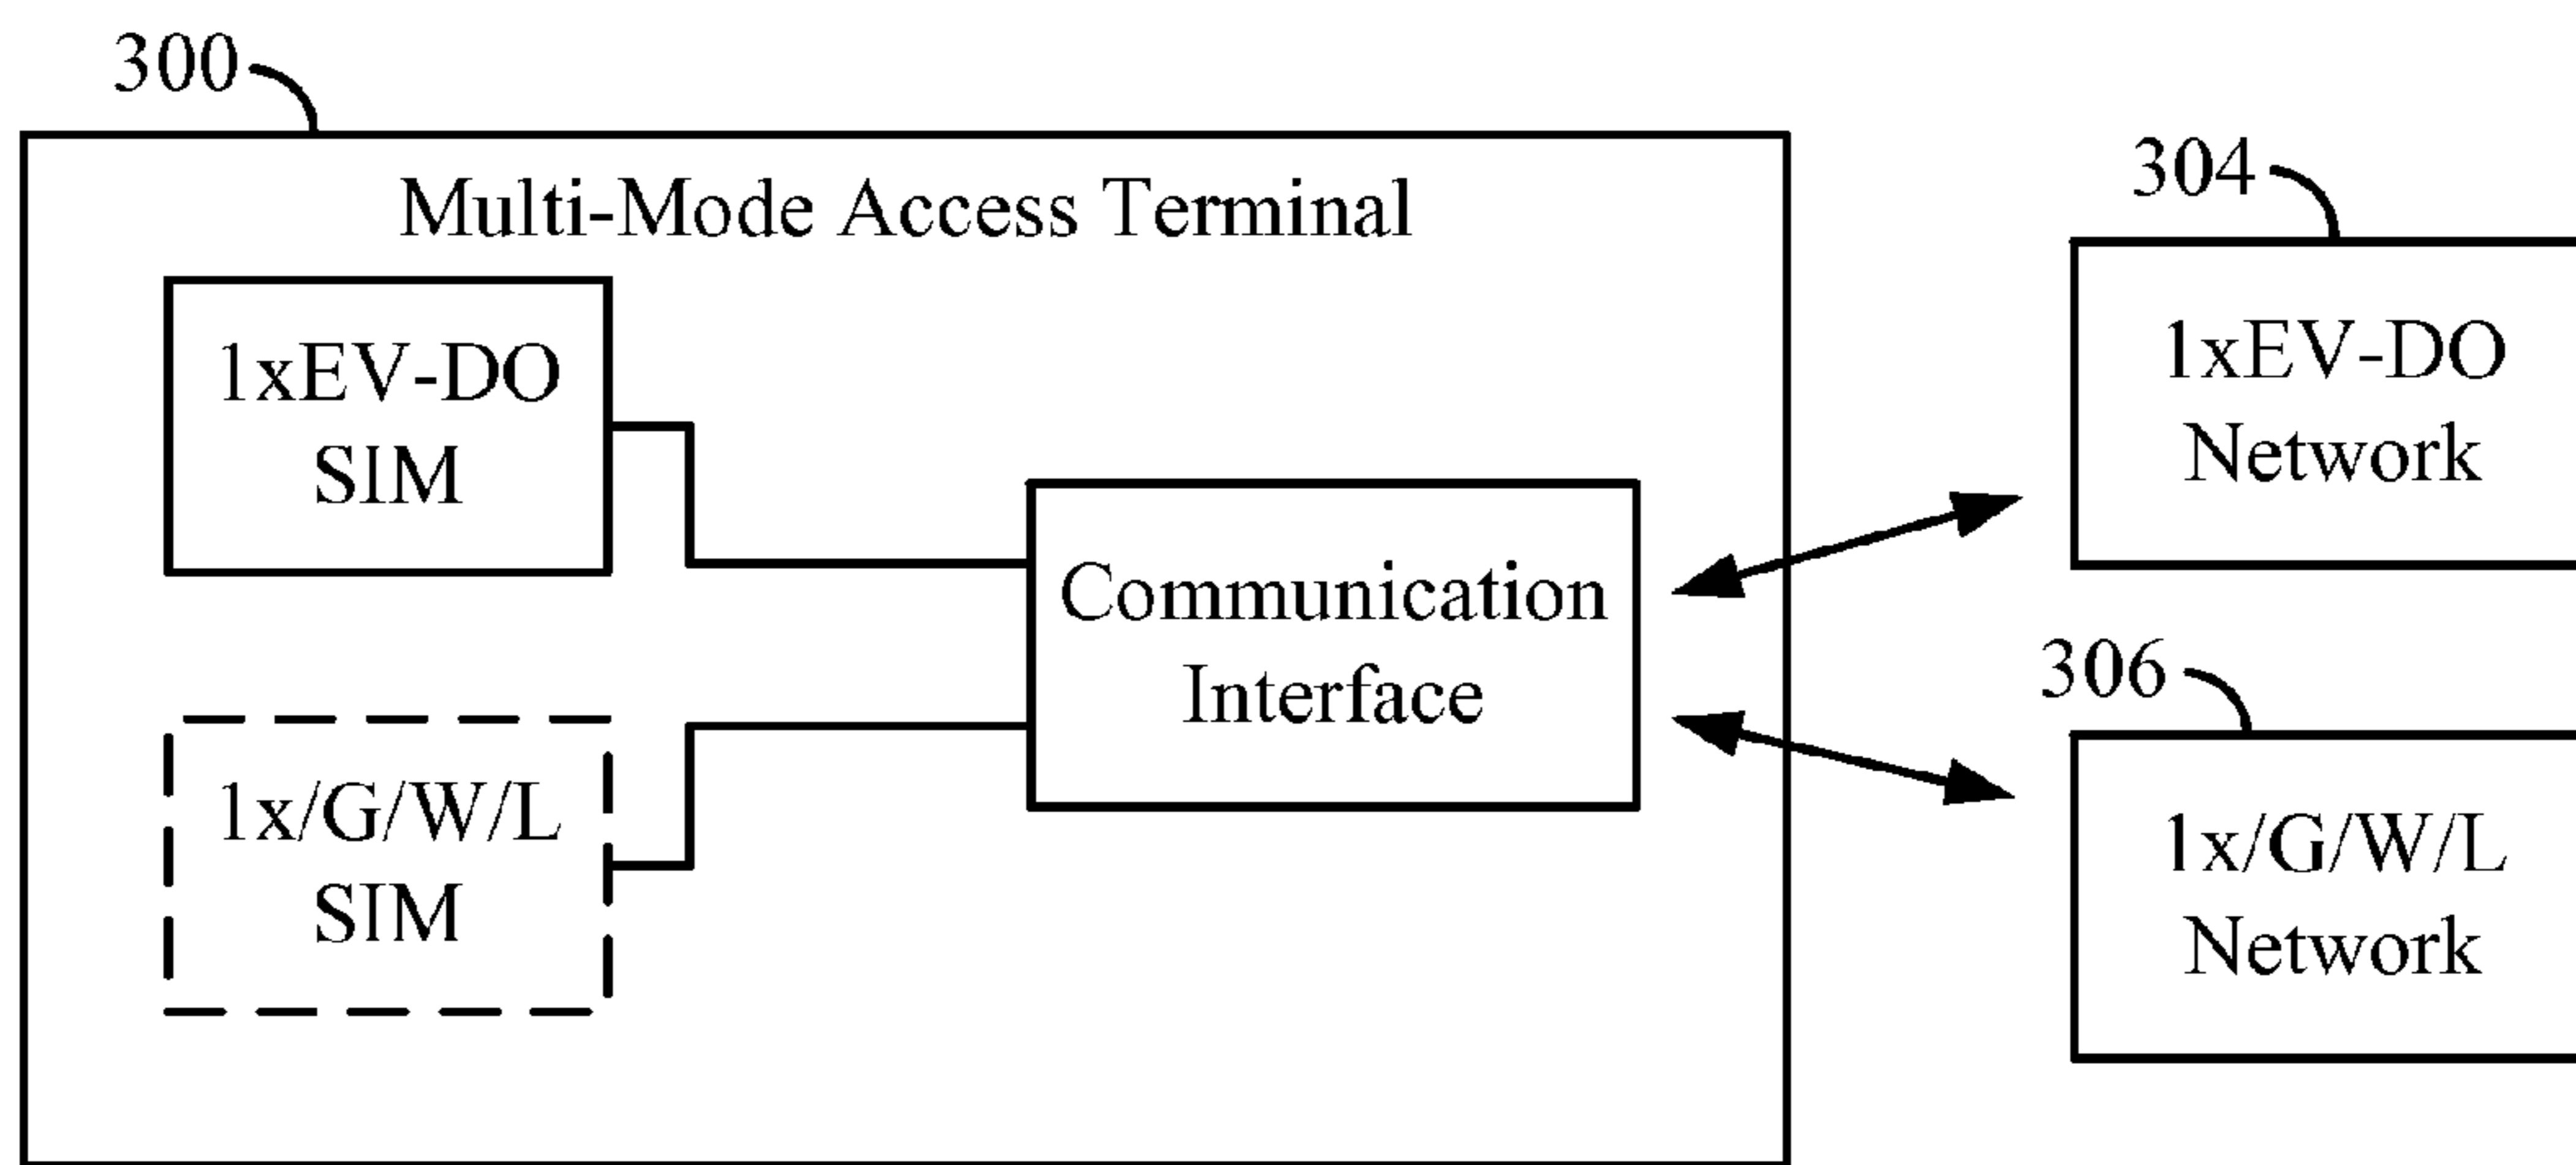 300
Multi-Mode Access Terminal
1xEV-DO
SIM
1x/G/W/L
SIM
Communication
Interface
304
1xEV-DO
Network
306
1x/G/W/L
Network